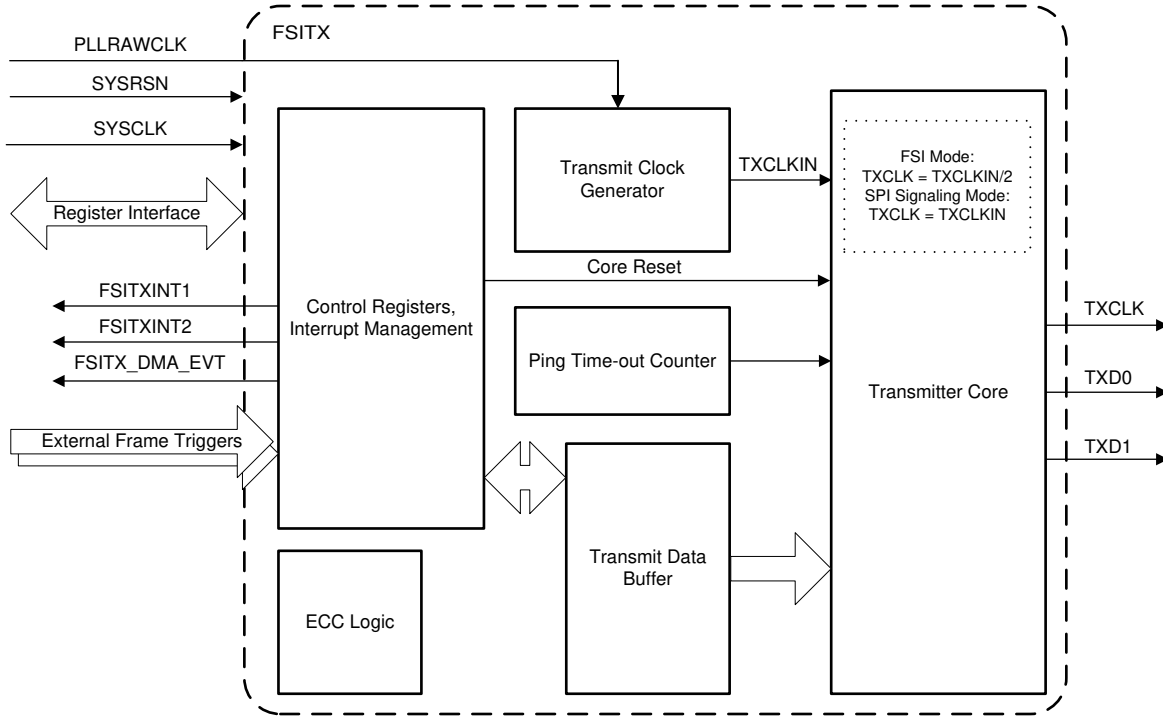 FSITX
PLLRAWCLK
SYSRSN
SYSCLK
Register Interface
FSITXINT1
FSITXINT2
FSITX_DMA_EVT
External Frame Triggers
Control Registers,
Interrupt Management
ECC Logic
Transmit Clock
Generator
TXCLKIN
Core Reset
Ping Time-out Counter
Transmit Data
Buffer
FSI Mode:
TXCLK = TXCLKIN/2
SPI Signaling Mode:
TXCLK = TXCLKIN
Transmitter Core
TXCLK
TXD0
TXD1